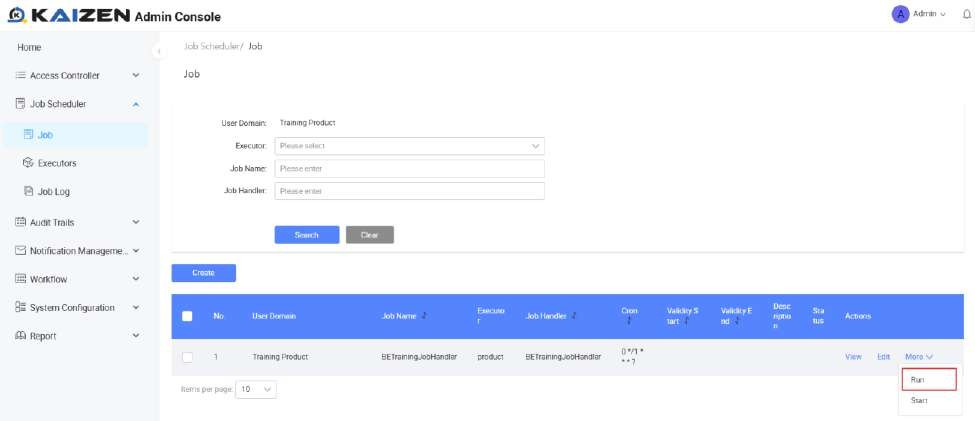 KAIZEN Admin Console
A Admin
Home
Job Scheduler/ Job
Access Controller
Job
Job Scheduler
User Domain: Training Product
Job
Executor: Please select
Executors
Job Name: Please enter
Job Log
Job Handler: Please enter
Audit Trails
Search Clear
Notification Manageme...
Create
Workflow
System Configuration
Report
No. User Domain Job Name Executo
r Job Handler Cron Validity S
tart Validity E
nd Desc
riptio
n Sta
tus Actions
1 Training Product BETrainingJobHandler product BETrainingJobHandler 0 */1 *
* * ? View Edit More
Items per page: 10
Run
Start